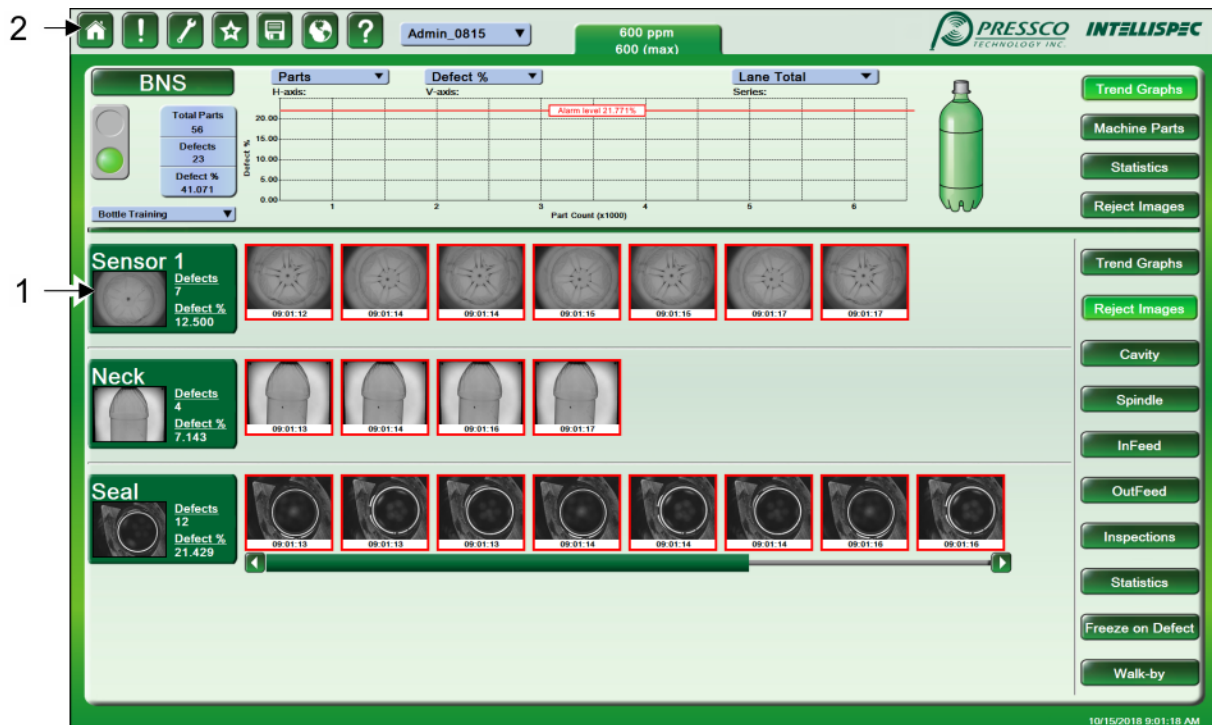 2
!
?
Admin_0815
600 ppm
600 (max)
PRESSCO
TECHNOLOGY INC.
INTELLISPEC
BNS
Parts
Defect %
Lane Total
H-axis:
V-axis:
Series:
Total Parts
56
Defects
23
Defect %
41.071
Bottle Training
Alarm level 21.771%
Defect %
20.00
15.00
10.00
5.00
0.00
1
2
3
4
5
6
Part Count (x1000)
Trend Graphs
Machine Parts
Statistics
Reject Images
1
Sensor 1
Defects
7
Defect %
12.500
09:01:12
09:01:14
09:01:14
09:01:15
09:01:15
09:01:17
09:01:17
Neck
Defects
4
Defect %
7.143
09:01:13
09:01:14
09:01:16
09:01:17
Seal
Defects
12
Defect %
21.429
09:01:13
09:01:13
09:01:13
09:01:14
09:01:14
09:01:14
09:01:16
09:01:16
Trend Graphs
Reject Images
Cavity
Spindle
InFeed
OutFeed
Inspections
Statistics
Freeze on Defect
Walk-by
10/15/2018 9:01:18 AM